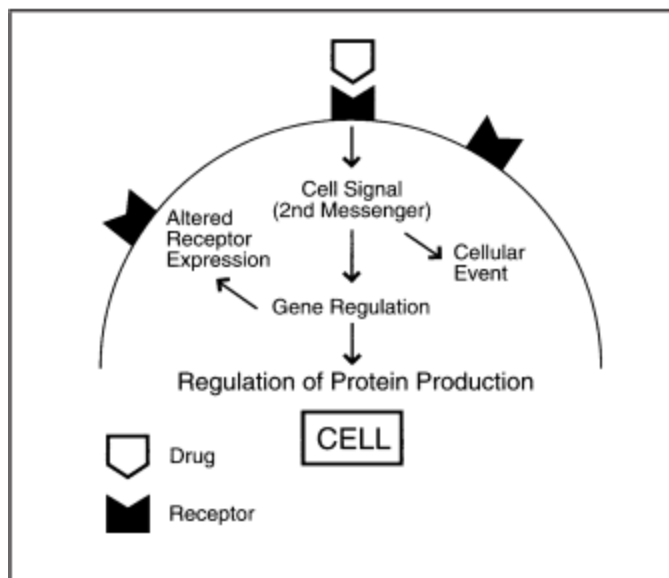 Cell Signal
(2nd Messenger)
Altered
Receptor
Expression
Cellular
Event
Gene Regulation
Regulation of Protein Production
CELL
Drug
Receptor